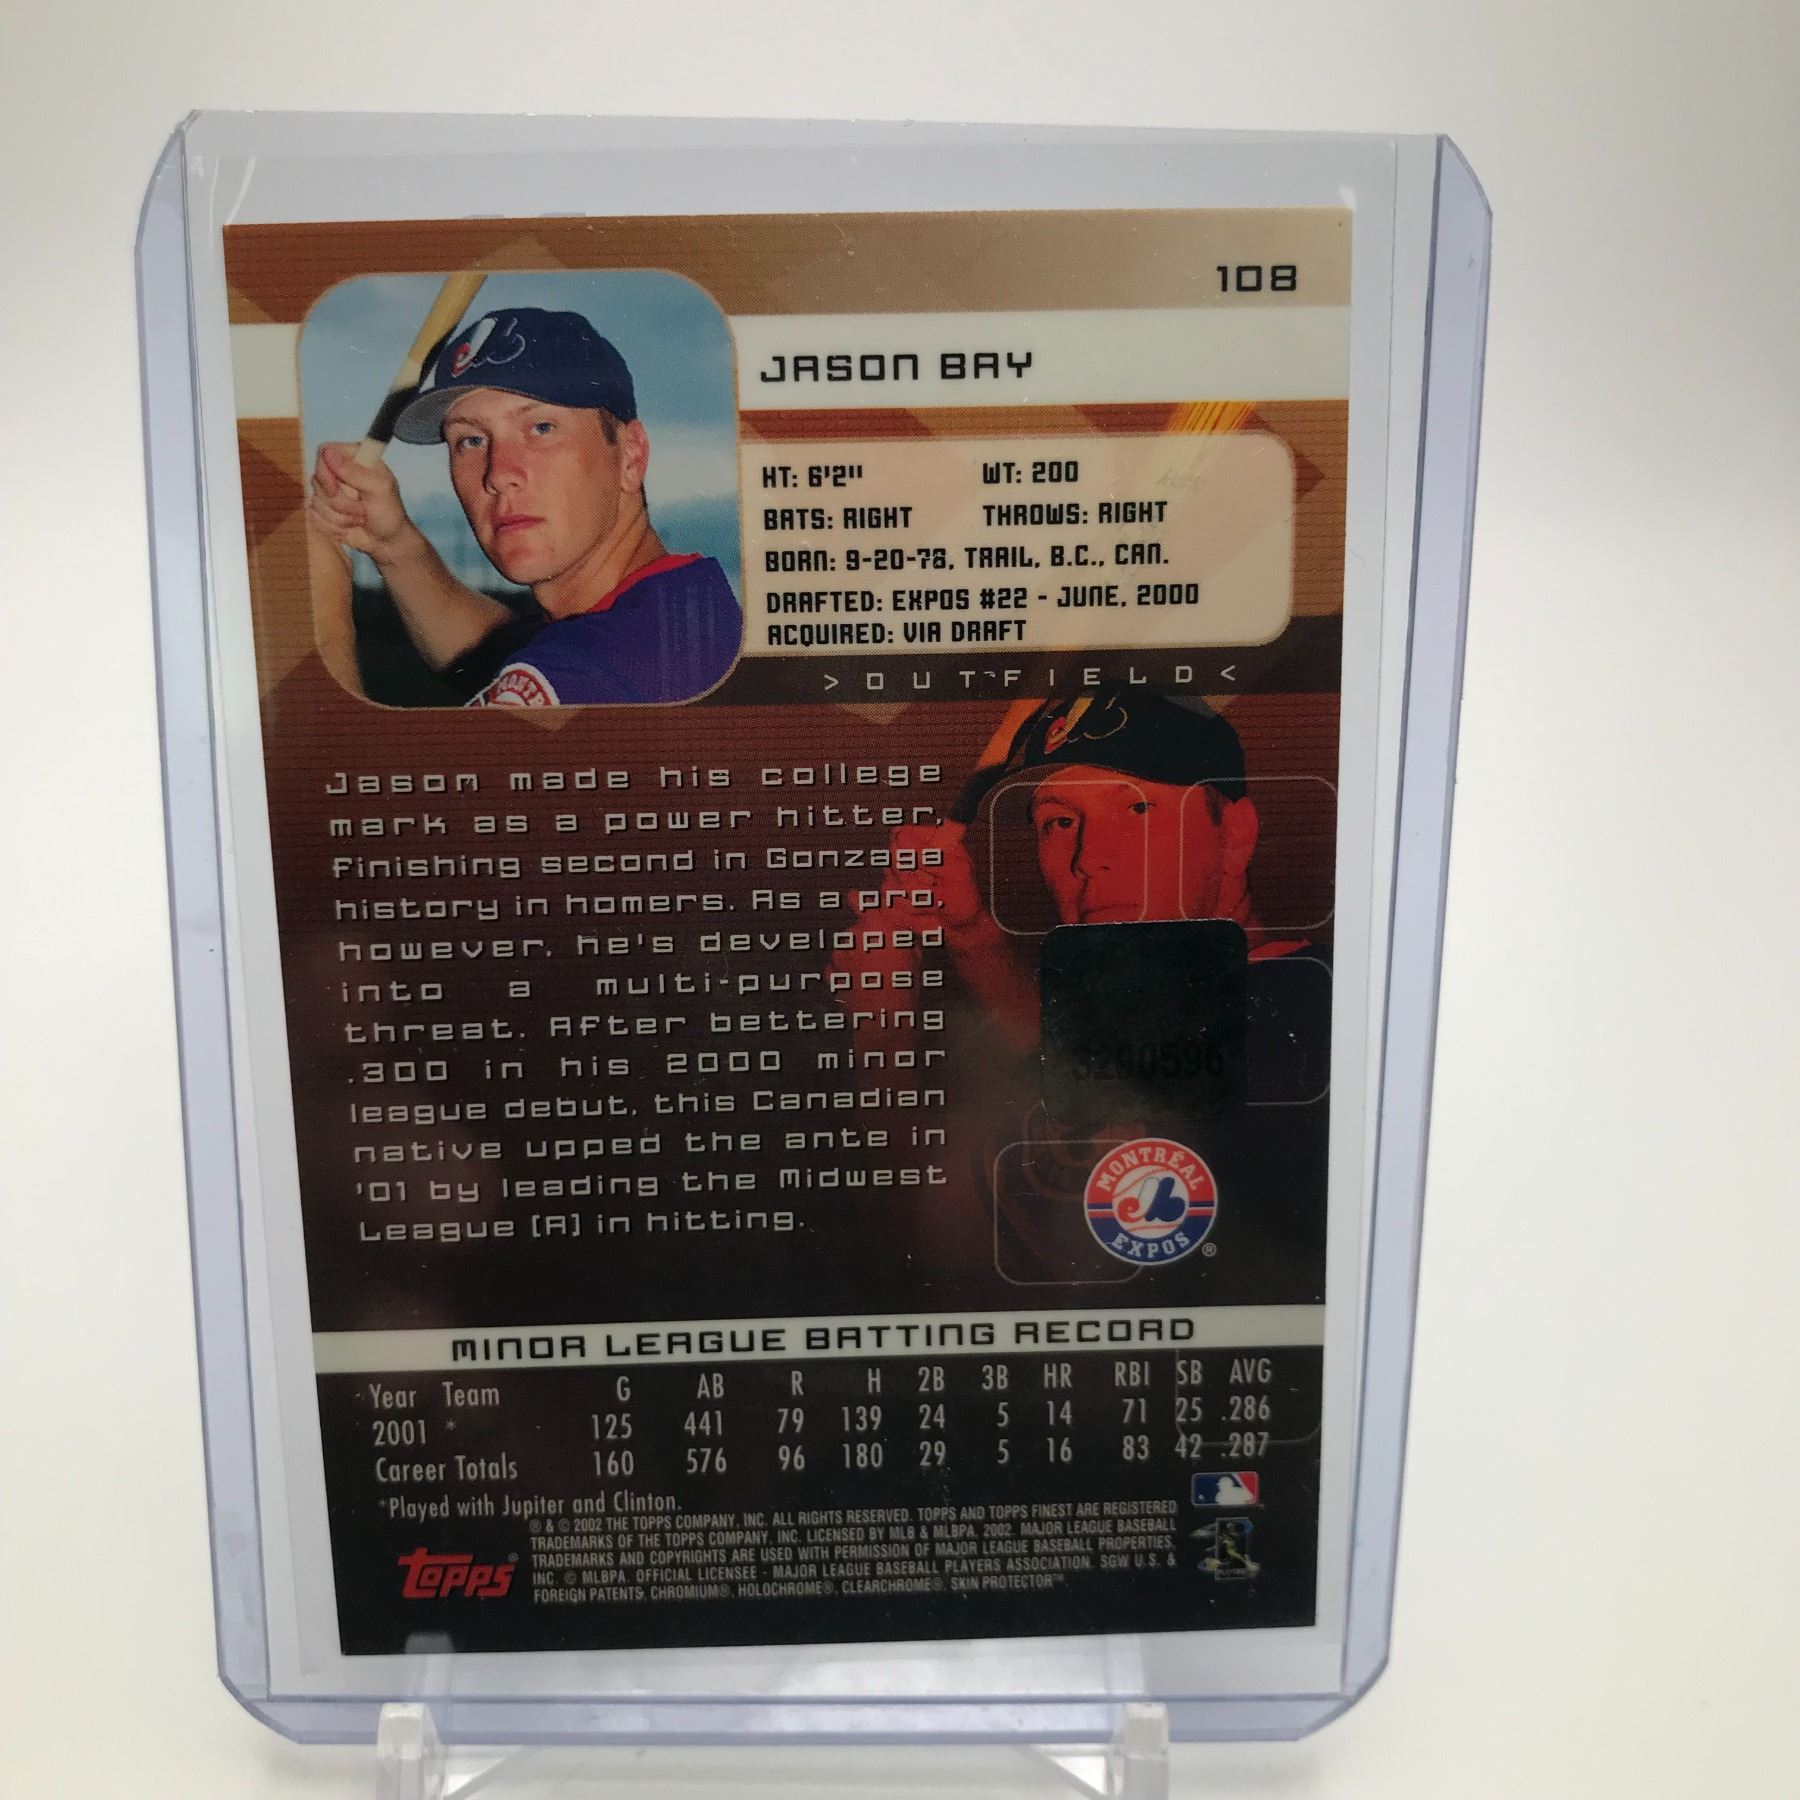 108
JASON BAY
HT: 6'2" WT: 200
BATS: RIGHT THROWS: RIGHT
BORN: 9-20-78, TRAIL, B.C., CAN.
DRAFTED: EXPOS #22 - JUNE, 2000
ACQUIRED: VIA DRAFT
> OUTFIELD <
Jason made his college
mark as a power hitter,
finishing second in Gonzaga
history in homers. As a pro,
however, he's developed
into a multi-purpose
threat. After bettering
.300 in his 2000 minor
league debut, this Canadian
native upped the ante in
'01 by leading the Midwest
League [A] in hitting.
3290596
MONTRÉAL
EXPOS ®
MINOR LEAGUE BATTING RECORD
Year Team G AB R H 2B 3B HR RBI SB AVG
2001 * 125 441 79 139 24 5 14 71 25 .286
Career Totals 160 576 96 180 29 5 16 83 42 .287
*Played with Jupiter and Clinton.
® & © 2002 THE TOPPS COMPANY, INC. ALL RIGHTS RESERVED. TOPPS AND TOPPS FINEST ARE REGISTERED
TRADEMARKS OF THE TOPPS COMPANY, INC. LICENSED BY MLB & MLBPA, 2002. MAJOR LEAGUE BASEBALL
TRADEMARKS AND COPYRIGHTS ARE USED WITH PERMISSION OF MAJOR LEAGUE BASEBALL PROPERTIES,
INC. © MLBPA. OFFICIAL LICENSEE - MAJOR LEAGUE BASEBALL PLAYERS ASSOCIATION. SGW U.S. &
FOREIGN PATENTS, CHROMIUM®, HOLOCHROME®, CLEARCHROME®, SKIN PROTECTOR™
Topps®